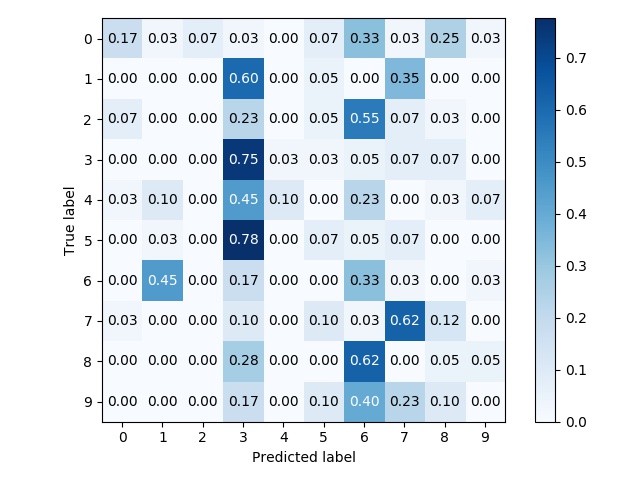 0 0.17 0.03 0.07 0.03 0.00 0.07 0.33 0.03 0.25 0.03
1 0.00 0.00 0.00 0.60 0.00 0.05 0.00 0.35 0.00 0.00
2 0.07 0.00 0.00 0.23 0.00 0.05 0.55 0.07 0.03 0.00
3 0.00 0.00 0.00 0.75 0.03 0.03 0.05 0.07 0.07 0.00
4 0.03 0.10 0.00 0.45 0.10 0.00 0.23 0.00 0.03 0.07
5 0.00 0.03 0.00 0.78 0.00 0.07 0.05 0.07 0.00 0.00
6 0.00 0.45 0.00 0.17 0.00 0.00 0.33 0.03 0.00 0.03
7 0.03 0.00 0.00 0.10 0.00 0.10 0.03 0.62 0.12 0.00
8 0.00 0.00 0.00 0.28 0.00 0.00 0.62 0.00 0.05 0.05
9 0.00 0.00 0.00 0.17 0.00 0.10 0.40 0.23 0.10 0.00
0 1 2 3 4 5 6 7 8 9
Predicted label
True label
0.7
0.6
0.5
0.4
0.3
0.2
0.1
0.0